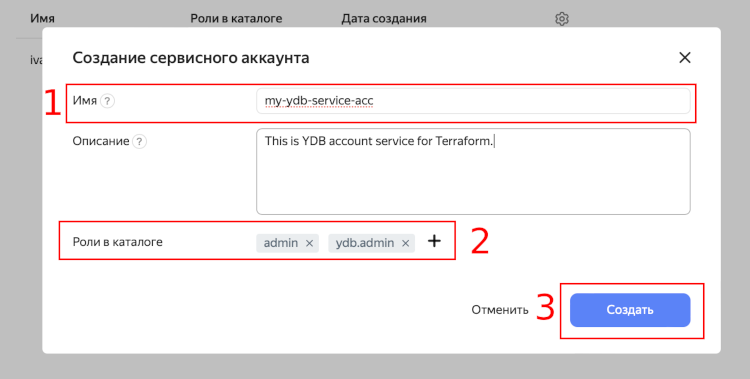 Имя Роли в каталоге Дата создания
iva
Создание сервисного аккаунта
1 Имя ? my-ydb-service-acc
Описание ? This is YDB account service for Terraform.
Роли в каталоге admin × ydb.admin × + 2
Отменить 3 Создать